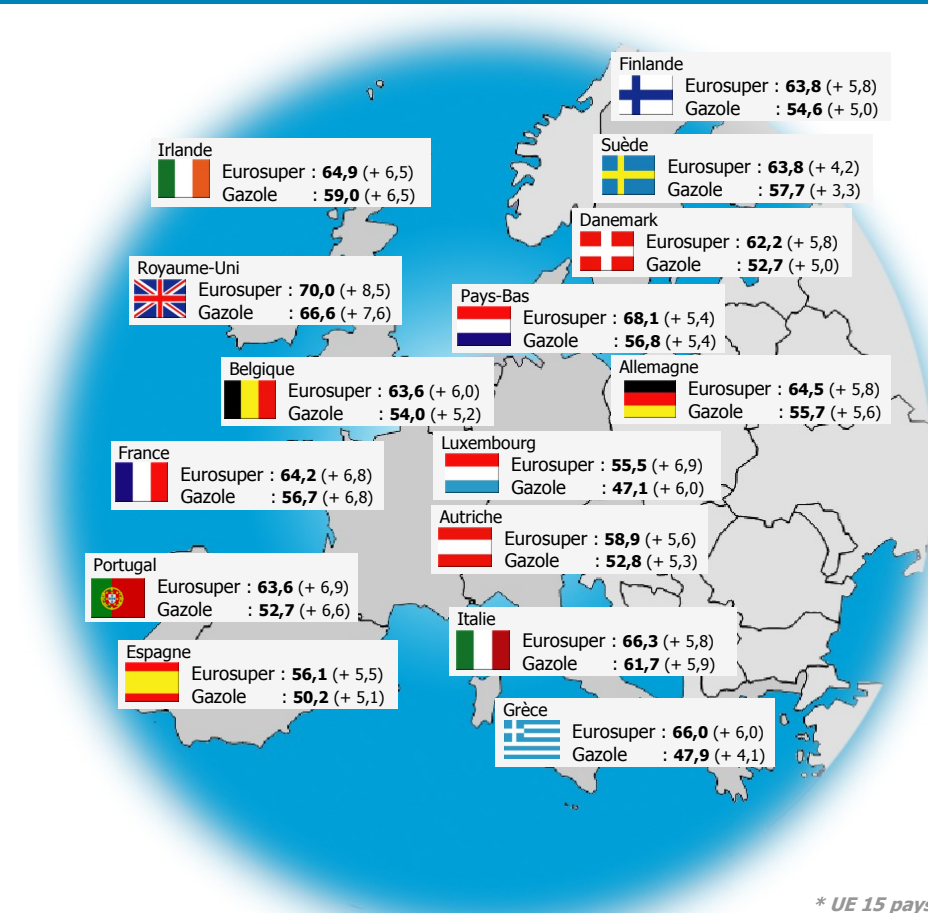 Finlande
Eurosuper : 63,8 (+ 5,8)
Gazole : 54,6 (+ 5,0)
Irlande
Eurosuper : 64,9 (+ 6,5)
Gazole : 59,0 (+ 6,5)
Suède
Eurosuper : 63,8 (+ 4,2)
Gazole : 57,7 (+ 3,3)
Danemark
Eurosuper : 62,2 (+ 5,8)
Gazole : 52,7 (+ 5,0)
Royaume-Uni
Eurosuper : 70,0 (+ 8,5)
Gazole : 66,6 (+ 7,6)
Pays-Bas
Eurosuper : 68,1 (+ 5,4)
Gazole : 56,8 (+ 5,4)
Belgique
Eurosuper : 63,6 (+ 6,0)
Gazole : 54,0 (+ 5,2)
Allemagne
Eurosuper : 64,5 (+ 5,8)
Gazole : 55,7 (+ 5,6)
France
Eurosuper : 64,2 (+ 6,8)
Gazole : 56,7 (+ 6,8)
Luxembourg
Eurosuper : 55,5 (+ 6,9)
Gazole : 47,1 (+ 6,0)
Autriche
Eurosuper : 58,9 (+ 5,6)
Gazole : 52,8 (+ 5,3)
Portugal
Eurosuper : 63,6 (+ 6,9)
Gazole : 52,7 (+ 6,6)
Italie
Eurosuper : 66,3 (+ 5,8)
Gazole : 61,7 (+ 5,9)
Espagne
Eurosuper : 56,1 (+ 5,5)
Gazole : 50,2 (+ 5,1)
Grèce
Eurosuper : 66,0 (+ 6,0)
Gazole : 47,9 (+ 4,1)
* UE 15 pays